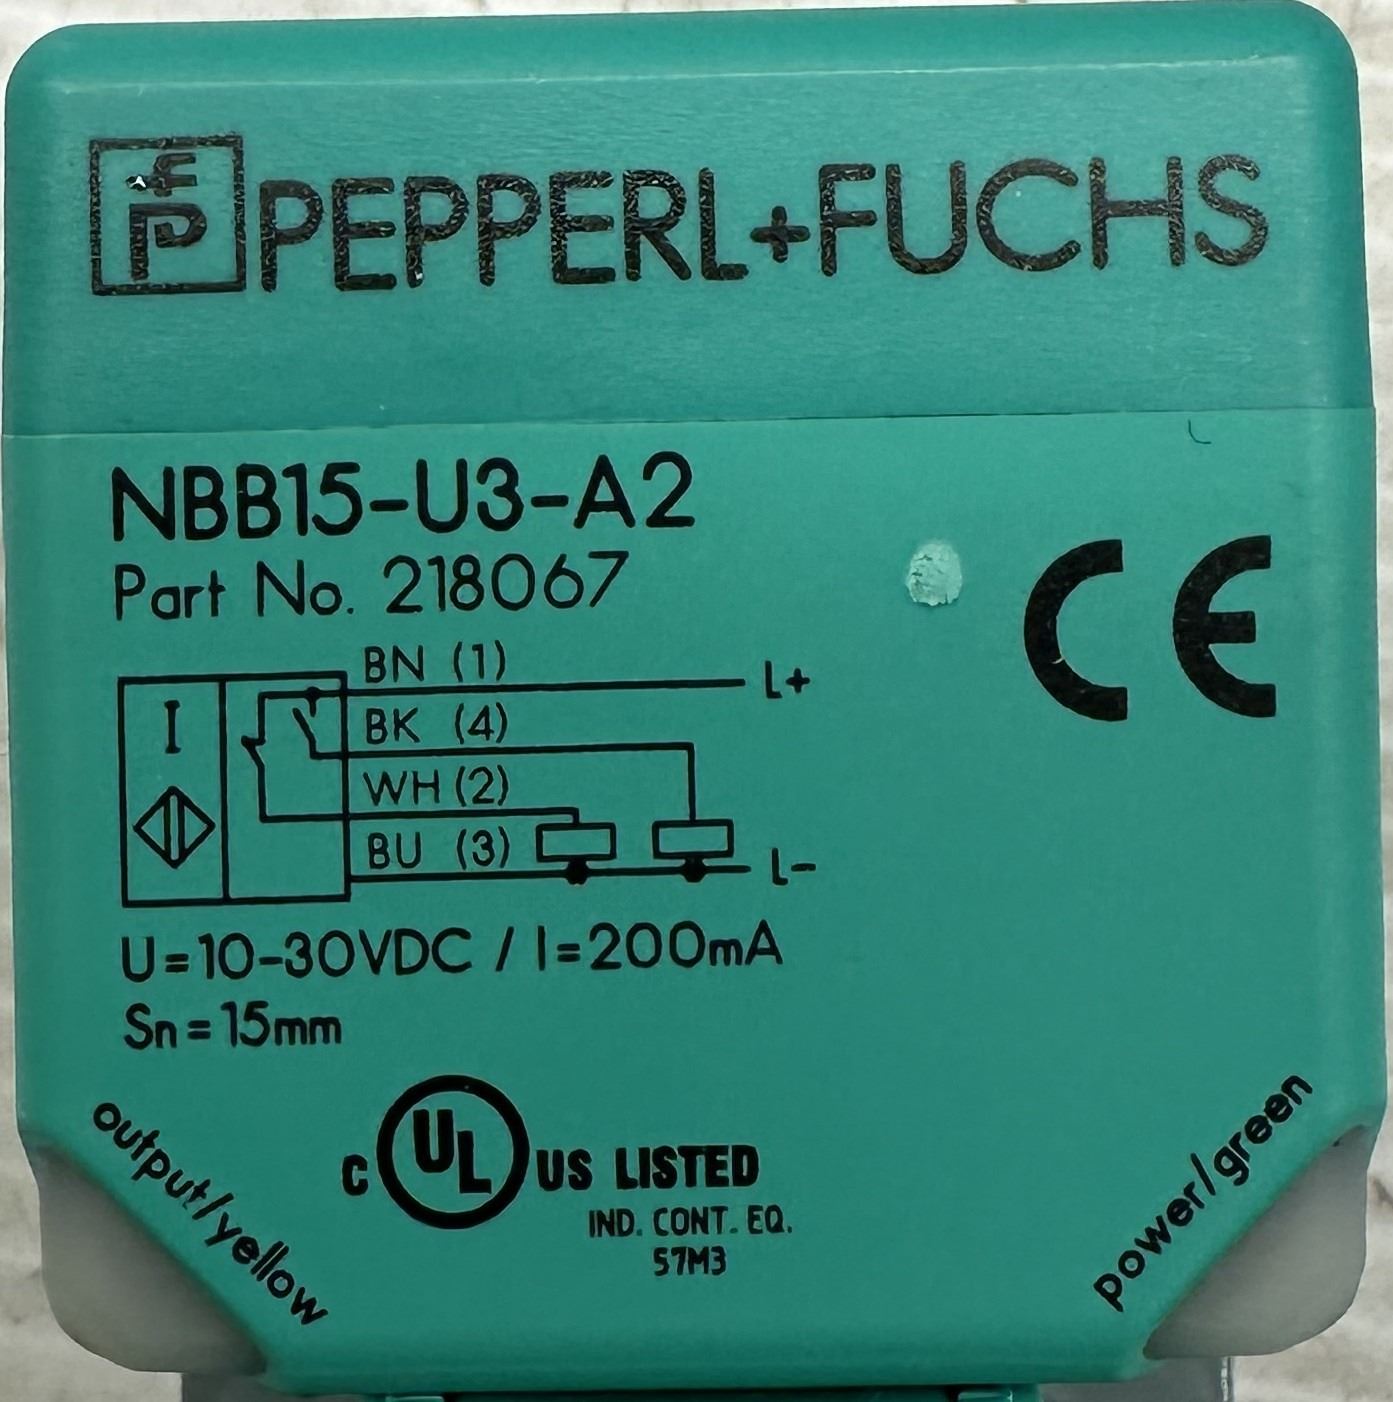 PEPPERL+FUCHS
NBB15-U3-A2
Part No. 218067
BN (1)
L+
BK (4)
WH (2)
BU (3)
L-
I
U=10-30VDC / I=200mA
Sn=15mm
CE
output/yellow
power/green
C UL US LISTED
IND. CONT. EQ.
57M3